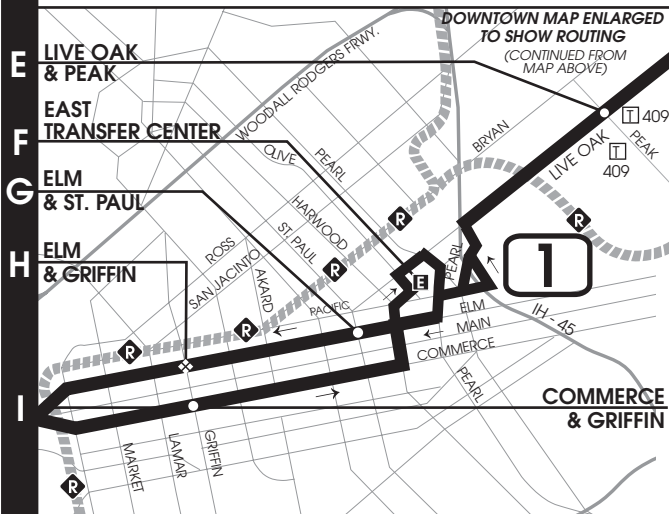 DOWNTOWN MAP ENLARGED
TO SHOW ROUTING
(CONTINUED FROM
MAP ABOVE)
E
LIVE OAK
& PEAK
F
EAST
TRANSFER CENTER
G
ELM
& ST. PAUL
H
ELM
& GRIFFIN
I
COMMERCE
& GRIFFIN
WOODALL RODGERS FRWY.
OLIVE
PEARL
BRYAN
LIVE OAK
T 409
PEAK
T
409
HARWOOD
ST. PAUL
ROSS
SAN JACINTO
AKARD
PACIFIC
PEARL
E
1
R
R
R
R
R
R
ELM
MAIN
COMMERCE
IH - 45
PEARL
MARKET
LAMAR
GRIFFIN